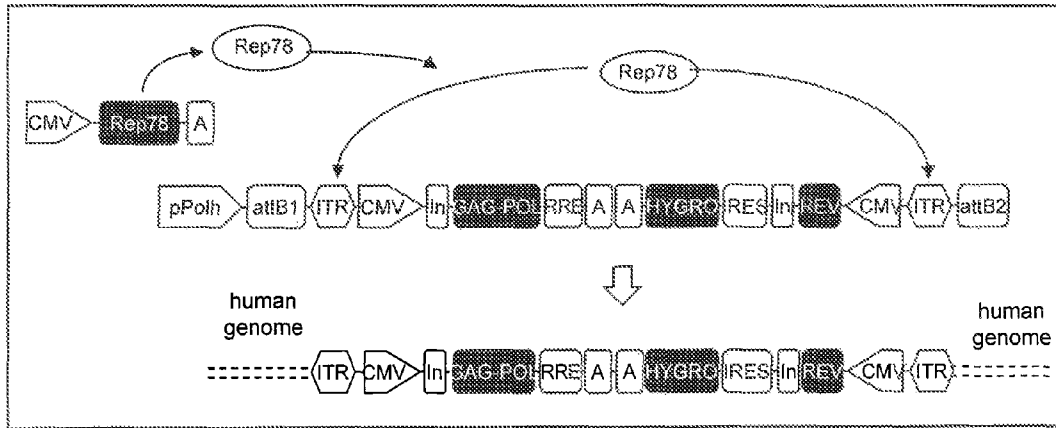 Rep78
Rep78
CMV Rep78 A
pPolh attB1 ITR CMV In GAG-POL RRE A A HYGRO IRES In REV CMV ITR attB2
human genome
human genome
ITR CMV In GAG-POL RRE A A HYGRO IRES In REV CMV ITR